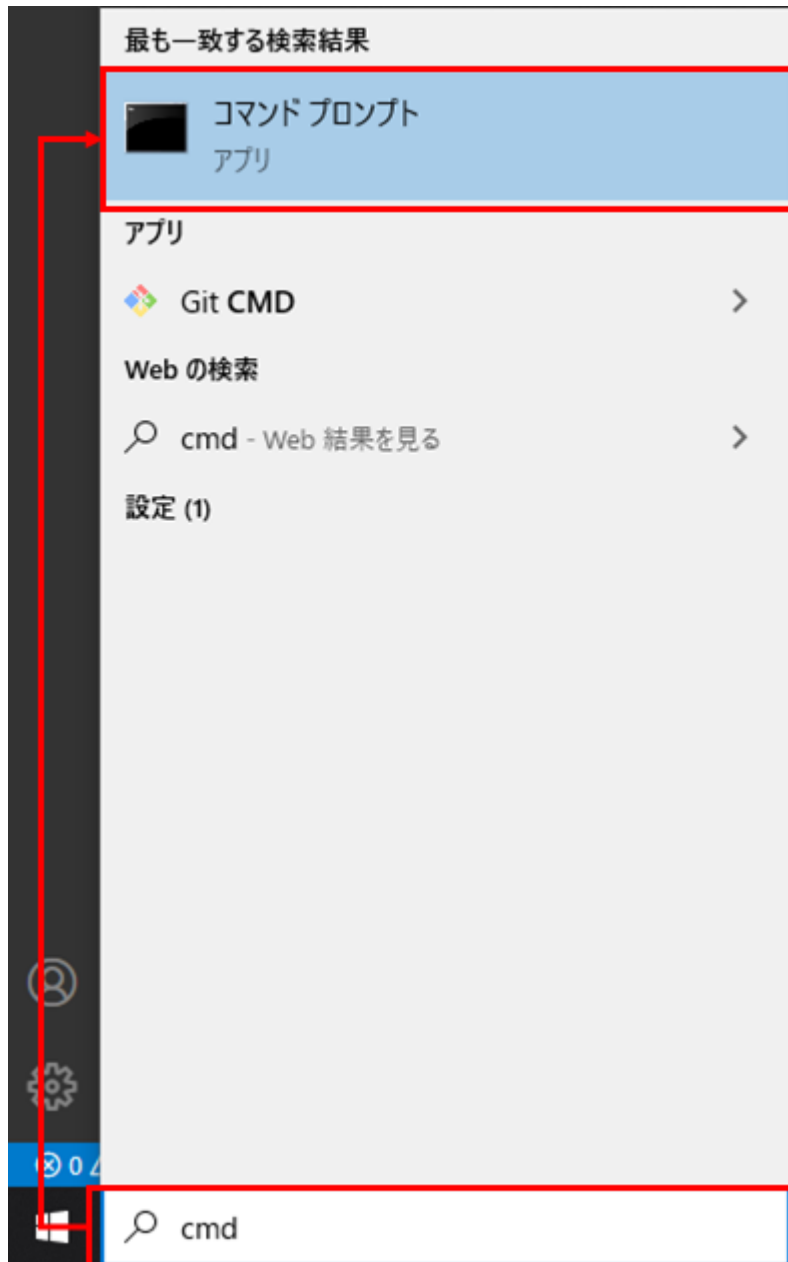 最も一致する検索結果
コマンド プロンプト
アプリ
アプリ
Git CMD
Web の検索
cmd - Web 結果を見る
設定 (1)
0
cmd